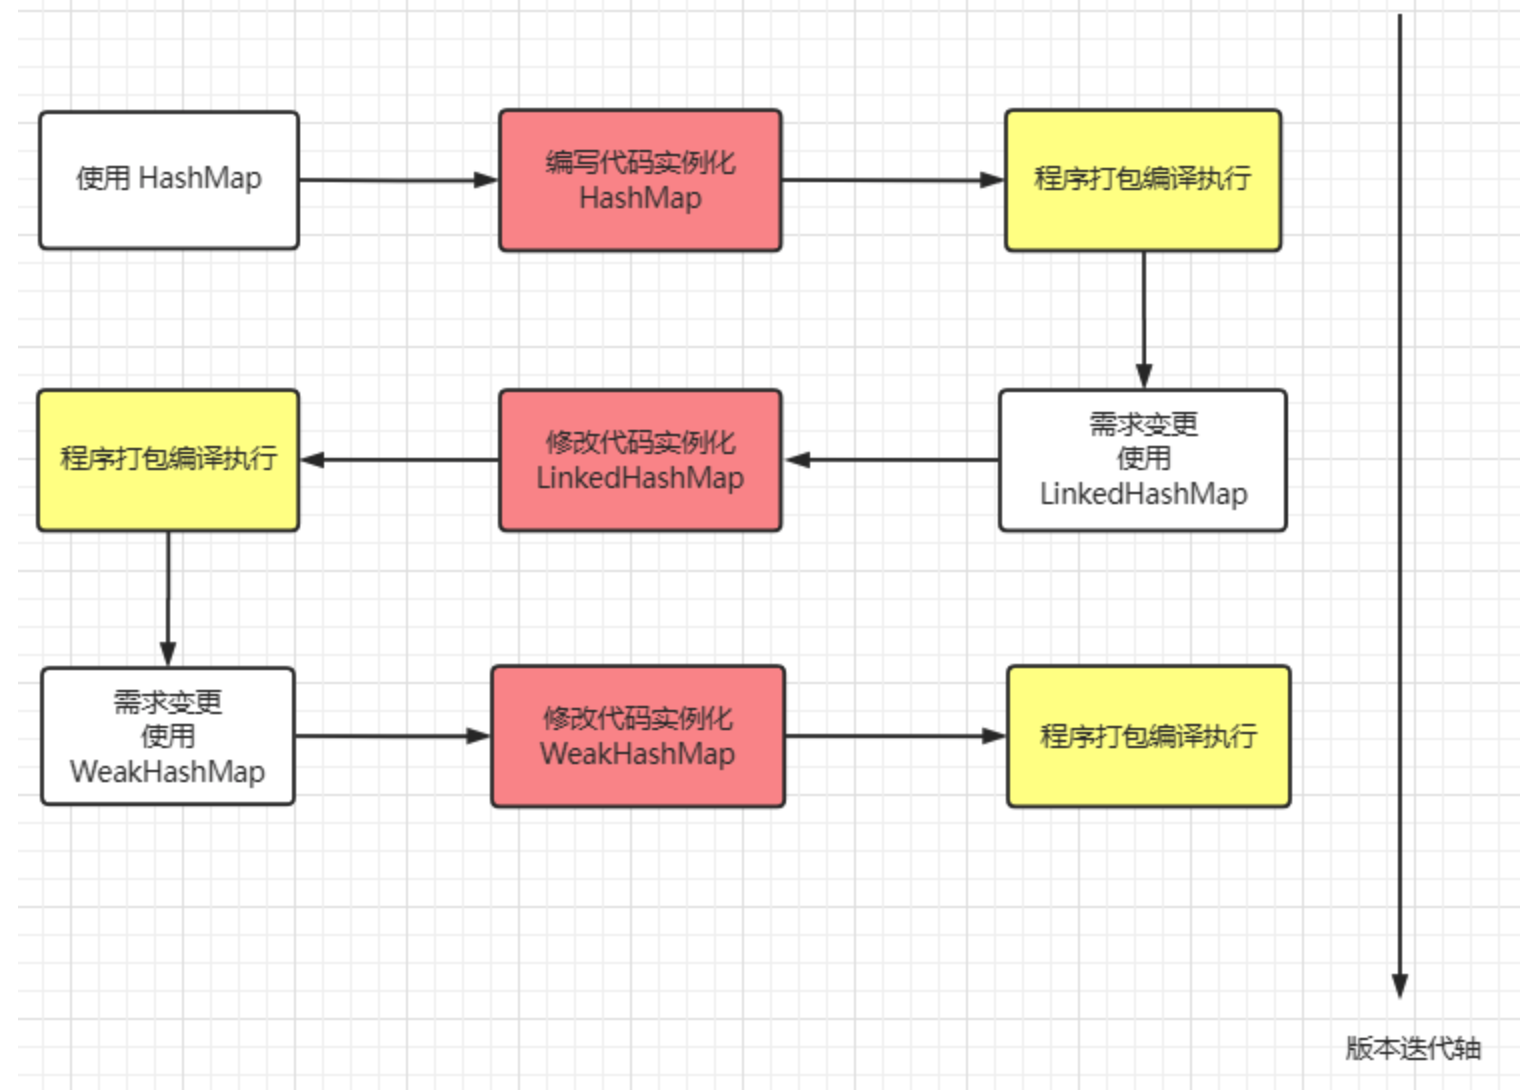 使用 HashMap
编写代码实例化
HashMap
程序打包编译执行
需求变更
使用
LinkedHashMap
修改代码实例化
LinkedHashMap
程序打包编译执行
需求变更
使用
WeakHashMap
修改代码实例化
WeakHashMap
程序打包编译执行
版本迭代轴